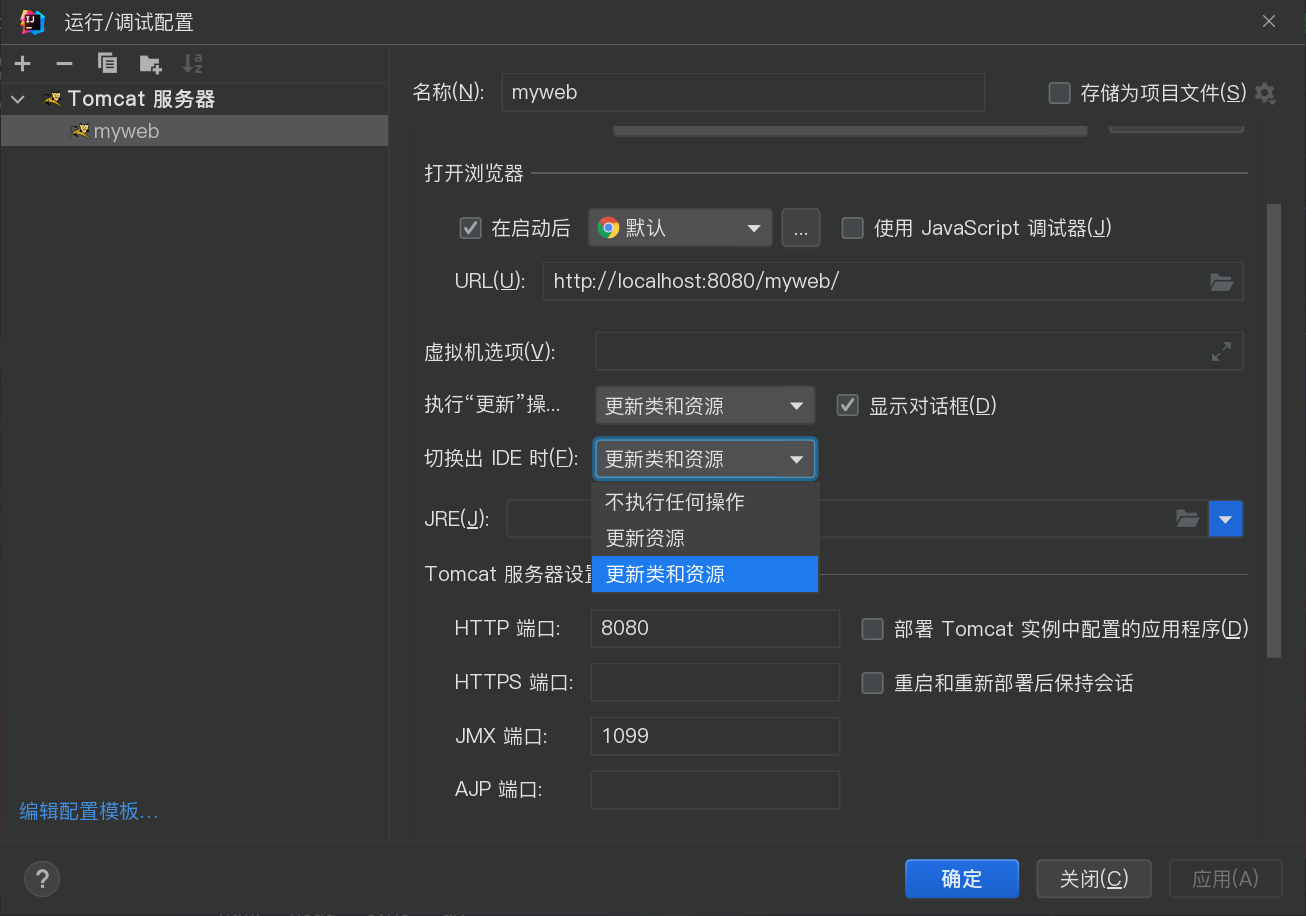 运行/调试配置
Tomcat 服务器
myweb
编辑配置模板…
名称(N): myweb 存储为项目文件(S)
打开浏览器
在启动后 默认 ... 使用 JavaScript 调试器(J)
URL(U): http://localhost:8080/myweb/
虚拟机选项(V):
执行“更新”操... 更新类和资源 显示对话框(D)
切换出 IDE 时(F): 更新类和资源
不执行任何操作
更新资源
更新类和资源
JRE(J):
Tomcat 服务器设
HTTP 端口: 8080 部署 Tomcat 实例中配置的应用程序(D)
HTTPS 端口: 重启和重新部署后保持会话
JMX 端口: 1099
AJP 端口:
? 确定 关闭(C) 应用(A)